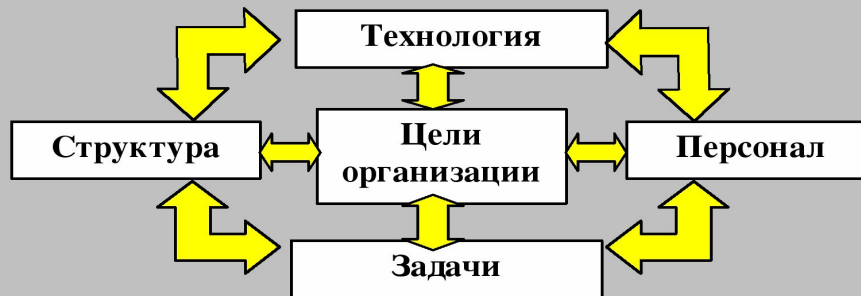 Технология
Структура
Цели
организации
Персонал
Задачи